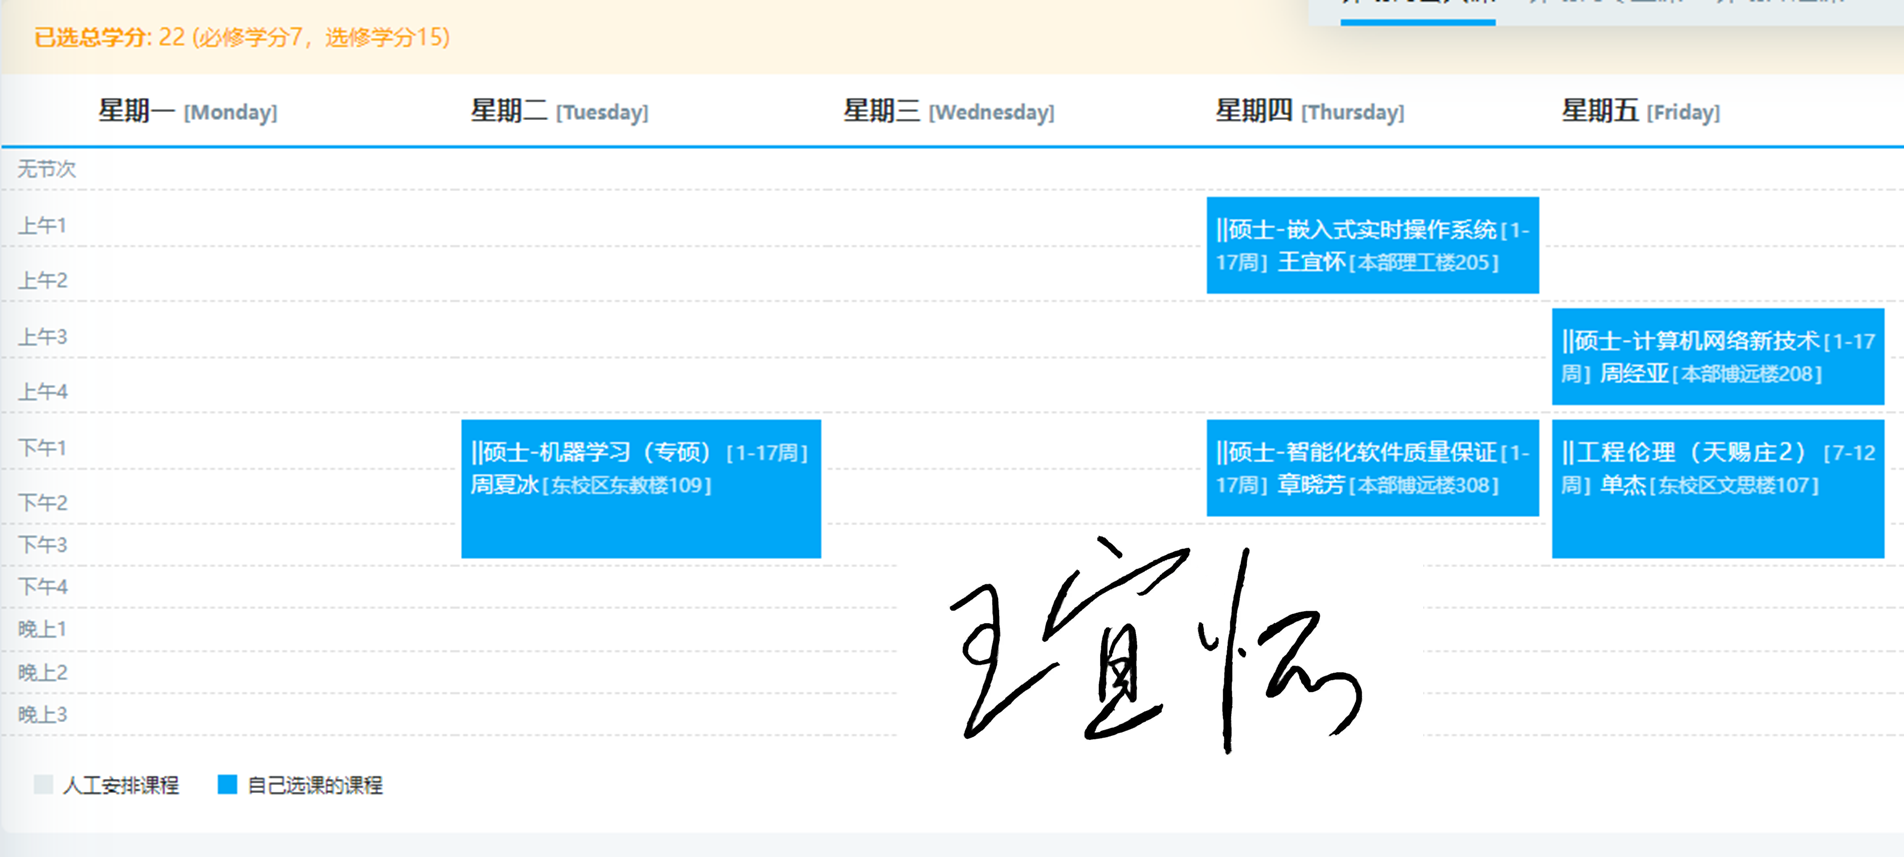 已选总学分: 22 (必修学分7，选修学分15)
星期一 [Monday] 星期二 [Tuesday] 星期三 [Wednesday] 星期四 [Thursday] 星期五 [Friday]
无节次
上午1
||硕士-嵌入式实时操作系统[1-
17周] 王宜怀[本部理工楼205]
上午2
上午3
||硕士-计算机网络新技术[1-17
周] 周经亚[本部博远楼208]
上午4
下午1
||硕士-机器学习（专硕）[1-17周]
周夏冰[东校区东教楼109]
||硕士-智能化软件质量保证[1-
17周] 章晓芳[本部博远楼308]
||工程伦理（天赐庄2）[7-12
周] 单杰[东校区文思楼107]
下午2
下午3
下午4
晚上1
晚上2
晚上3
王宜怀
人工安排课程 自己选课的课程